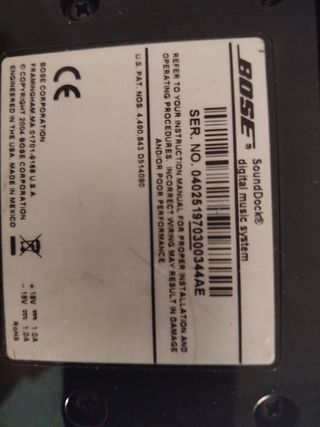 BOSE®
SoundDock®
digital music system
SER. NO. 040251970300344AE
REFER TO YOUR INSTRUCTION MANUAL FOR PROPER INSTALLATION AND
OPERATING PROCEDURES. INCORRECT WIRING MAY RESULT IN DAMAGE
AND/OR POOR PERFORMANCE.
U.S. PAT. NOS 4,490,843 D514090
CE
BOSE CORPORATION
FRAMINGHAM,MA 01701-9168 U.S.A
© COPYRIGHT 2004 BOSE CORPORATION
ENGINEERED IN THE USA. MADE IN MEXICO
+ 18V 1.0A
- 18V 1.0A
RoHS